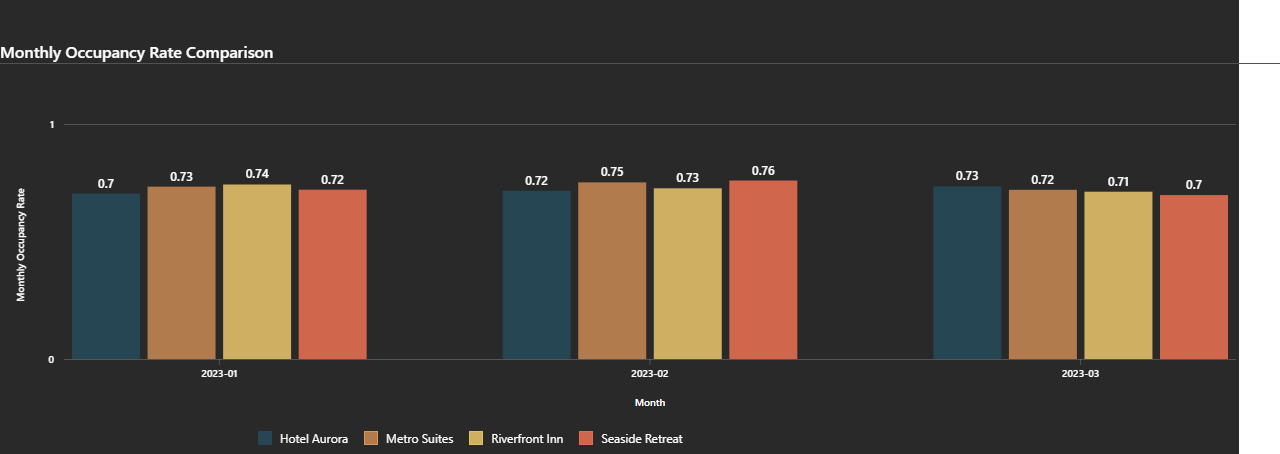 Monthly Occupancy Rate Comparison
1
0.7
0.73
0.74
0.72
0.72
0.75
0.73
0.76
0.73
0.72
0.71
0.7
Monthly Occupancy Rate
0
2023-01
2023-02
2023-03
Month
Hotel Aurora
Metro Suites
Riverfront Inn
Seaside Retreat